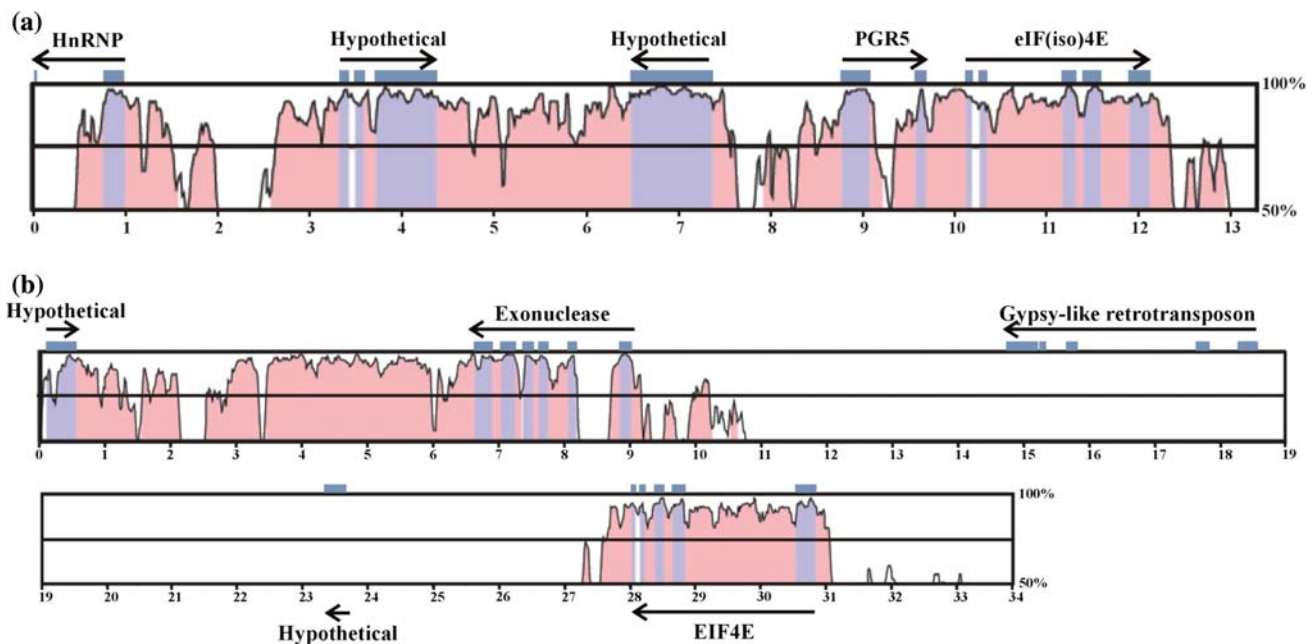 (a)
HnRNP Hypothetical Hypothetical PGR5 eIF(iso)4E
100%
50%
0 1 2 3 4 5 6 7 8 9 10 11 12 13
(b)
Hypothetical Exonuclease Gypsy-like retrotransposon
0 1 2 3 4 5 6 7 8 9 10 11 12 13 14 15 16 17 18 19
100%
50%
19 20 21 22 23 24 26 27 28 29 30 31 32 33 34
Hypothetical EIF4E